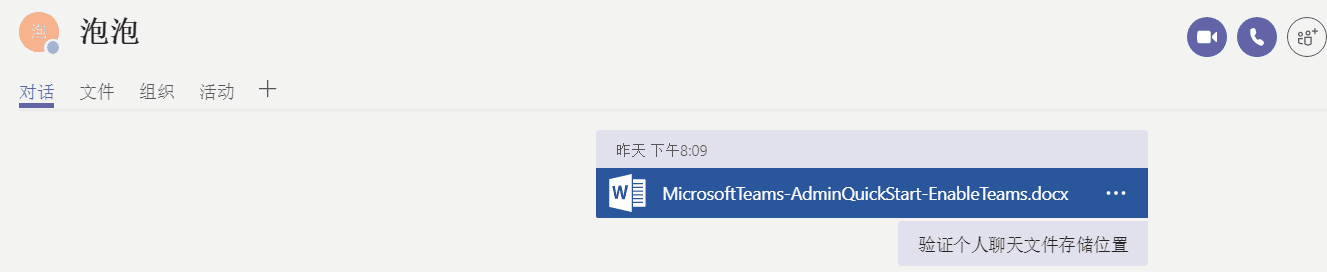 泡 泡泡
对话 文件 组织 活动
昨天 下午8:09
W MicrosoftTeams-AdminQuickStart-EnableTeams.docx
验证个人聊天文件存储位置